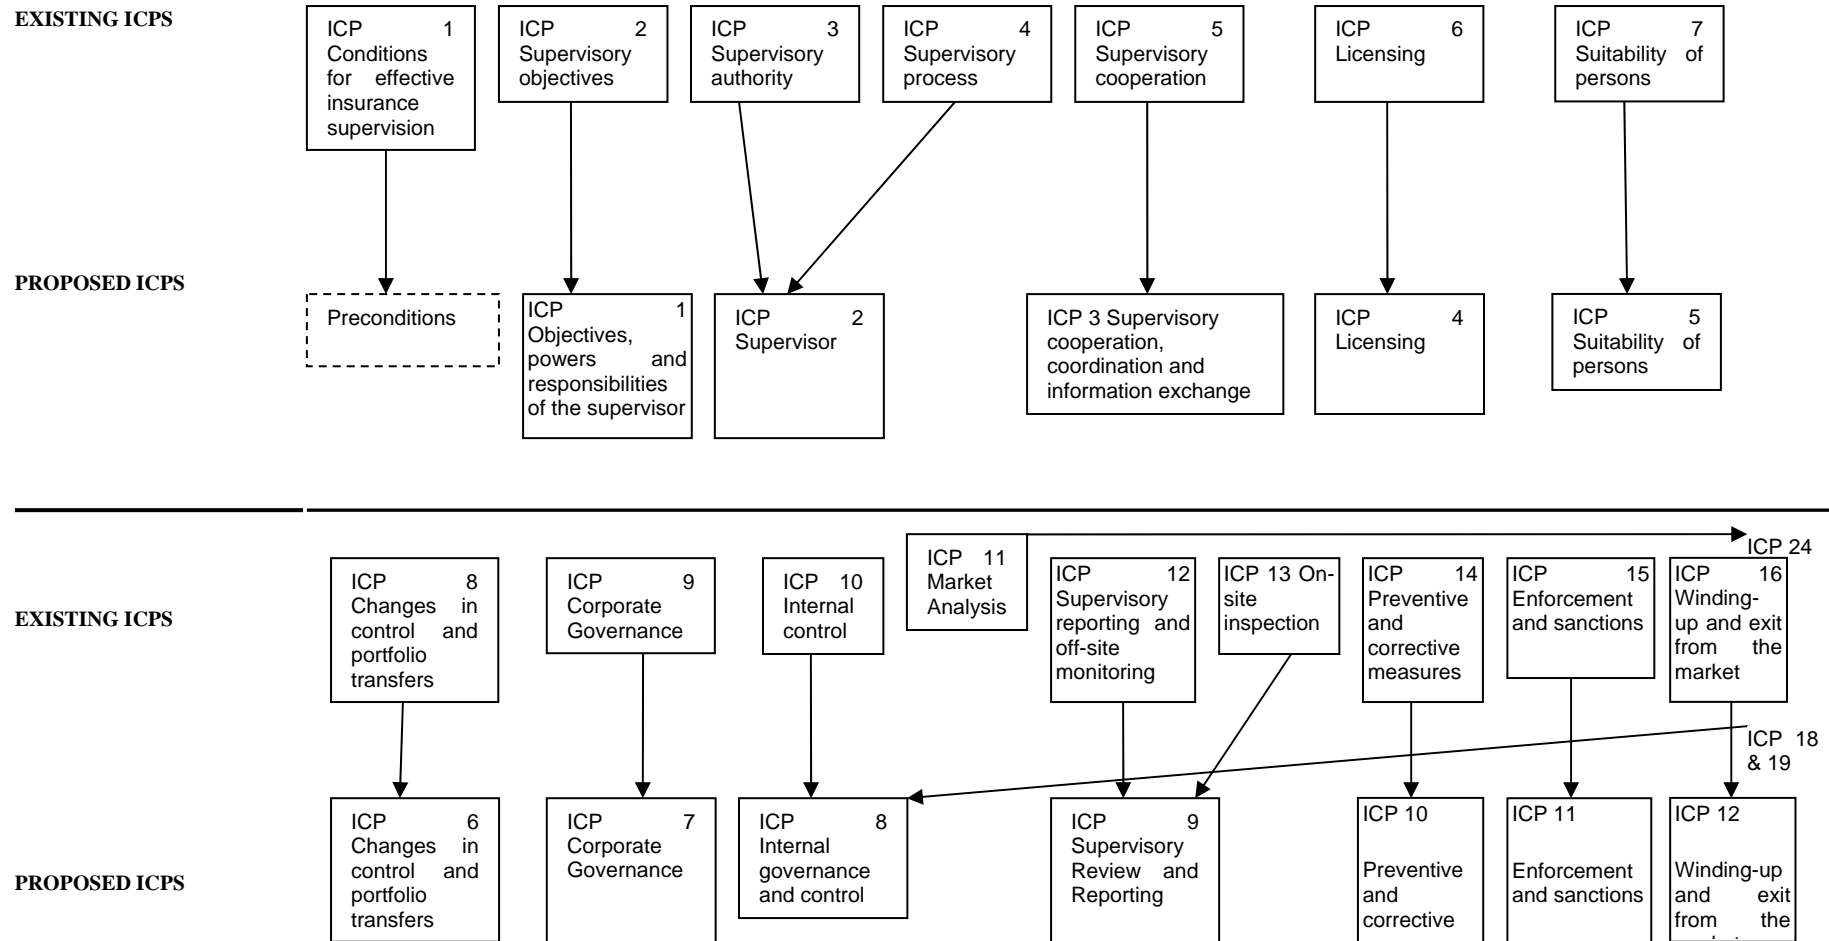 EXISTING ICPS
ICP 1
Conditions
for effective
insurance
supervision
ICP 2
Supervisory
objectives
ICP 3
Supervisory
authority
ICP 4
Supervisory
process
ICP 5
Supervisory
cooperation
ICP 6
Licensing
ICP 7
Suitability of
persons
PROPOSED ICPS
Preconditions
ICP 1
Objectives,
powers and
responsibilities
of the supervisor
ICP 2
Supervisor
ICP 3 Supervisory
cooperation,
coordination and
information exchange
ICP 4
Licensing
ICP 5
Suitability of
persons
EXISTING ICPS
ICP 8
Changes in
control and
portfolio
transfers
ICP 9
Corporate
Governance
ICP 10
Internal
control
ICP 11
Market
Analysis
ICP 24
ICP 12
Supervisory
reporting and
off-site
monitoring
ICP 13 On-
site
inspection
ICP 14
Preventive
and
corrective
measures
ICP 15
Enforcement
and sanctions
ICP 16
Winding-
up and exit
from the
market
ICP 18
& 19
PROPOSED ICPS
ICP 6
Changes in
control and
portfolio
transfers
ICP 7
Corporate
Governance
ICP 8
Internal
governance
and control
ICP 9
Supervisory
Review and
Reporting
ICP 10
Preventive
and
corrective
ICP 11
Enforcement
and sanctions
ICP 12
Winding-up
and exit
from the